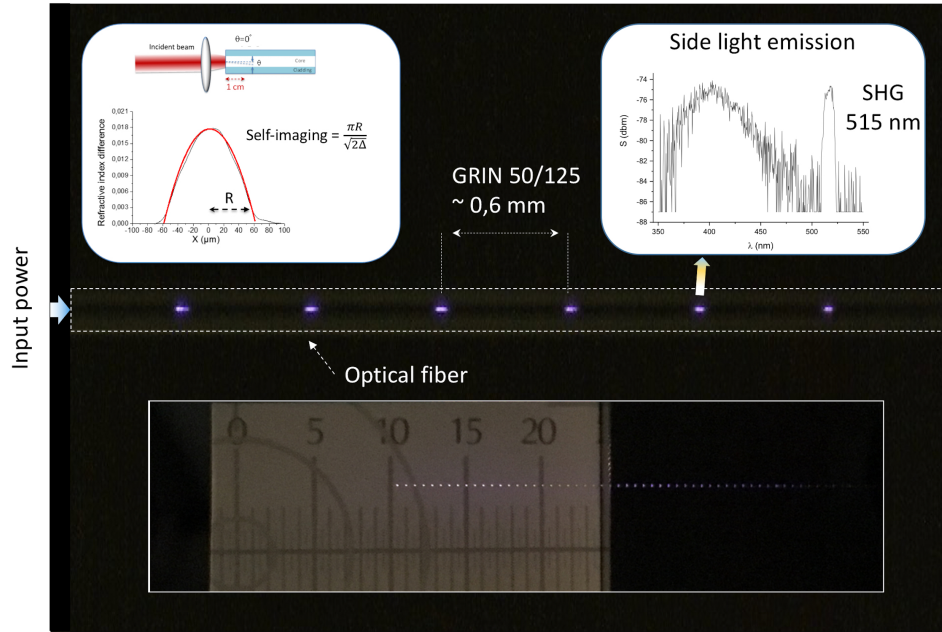 Input power
θ=0°
Incident beam
θ
Core
Cladding
1 cm
Self-imaging = πR/√2Δ
Refractive index difference
0,021
0,018
0,015
0,012
0,009
0,006
0,003
0,000
R
-100 -80 -60 -40 -20 0 20 40 60 80 100
X (µm)
GRIN 50/125
~ 0,6 mm
Side light emission
SHG
515 nm
S (dbm)
-74
-76
-78
-80
-82
-84
-86
-88
350 400 450 500 550
λ (nm)
Optical fiber
0 5 10 15 20